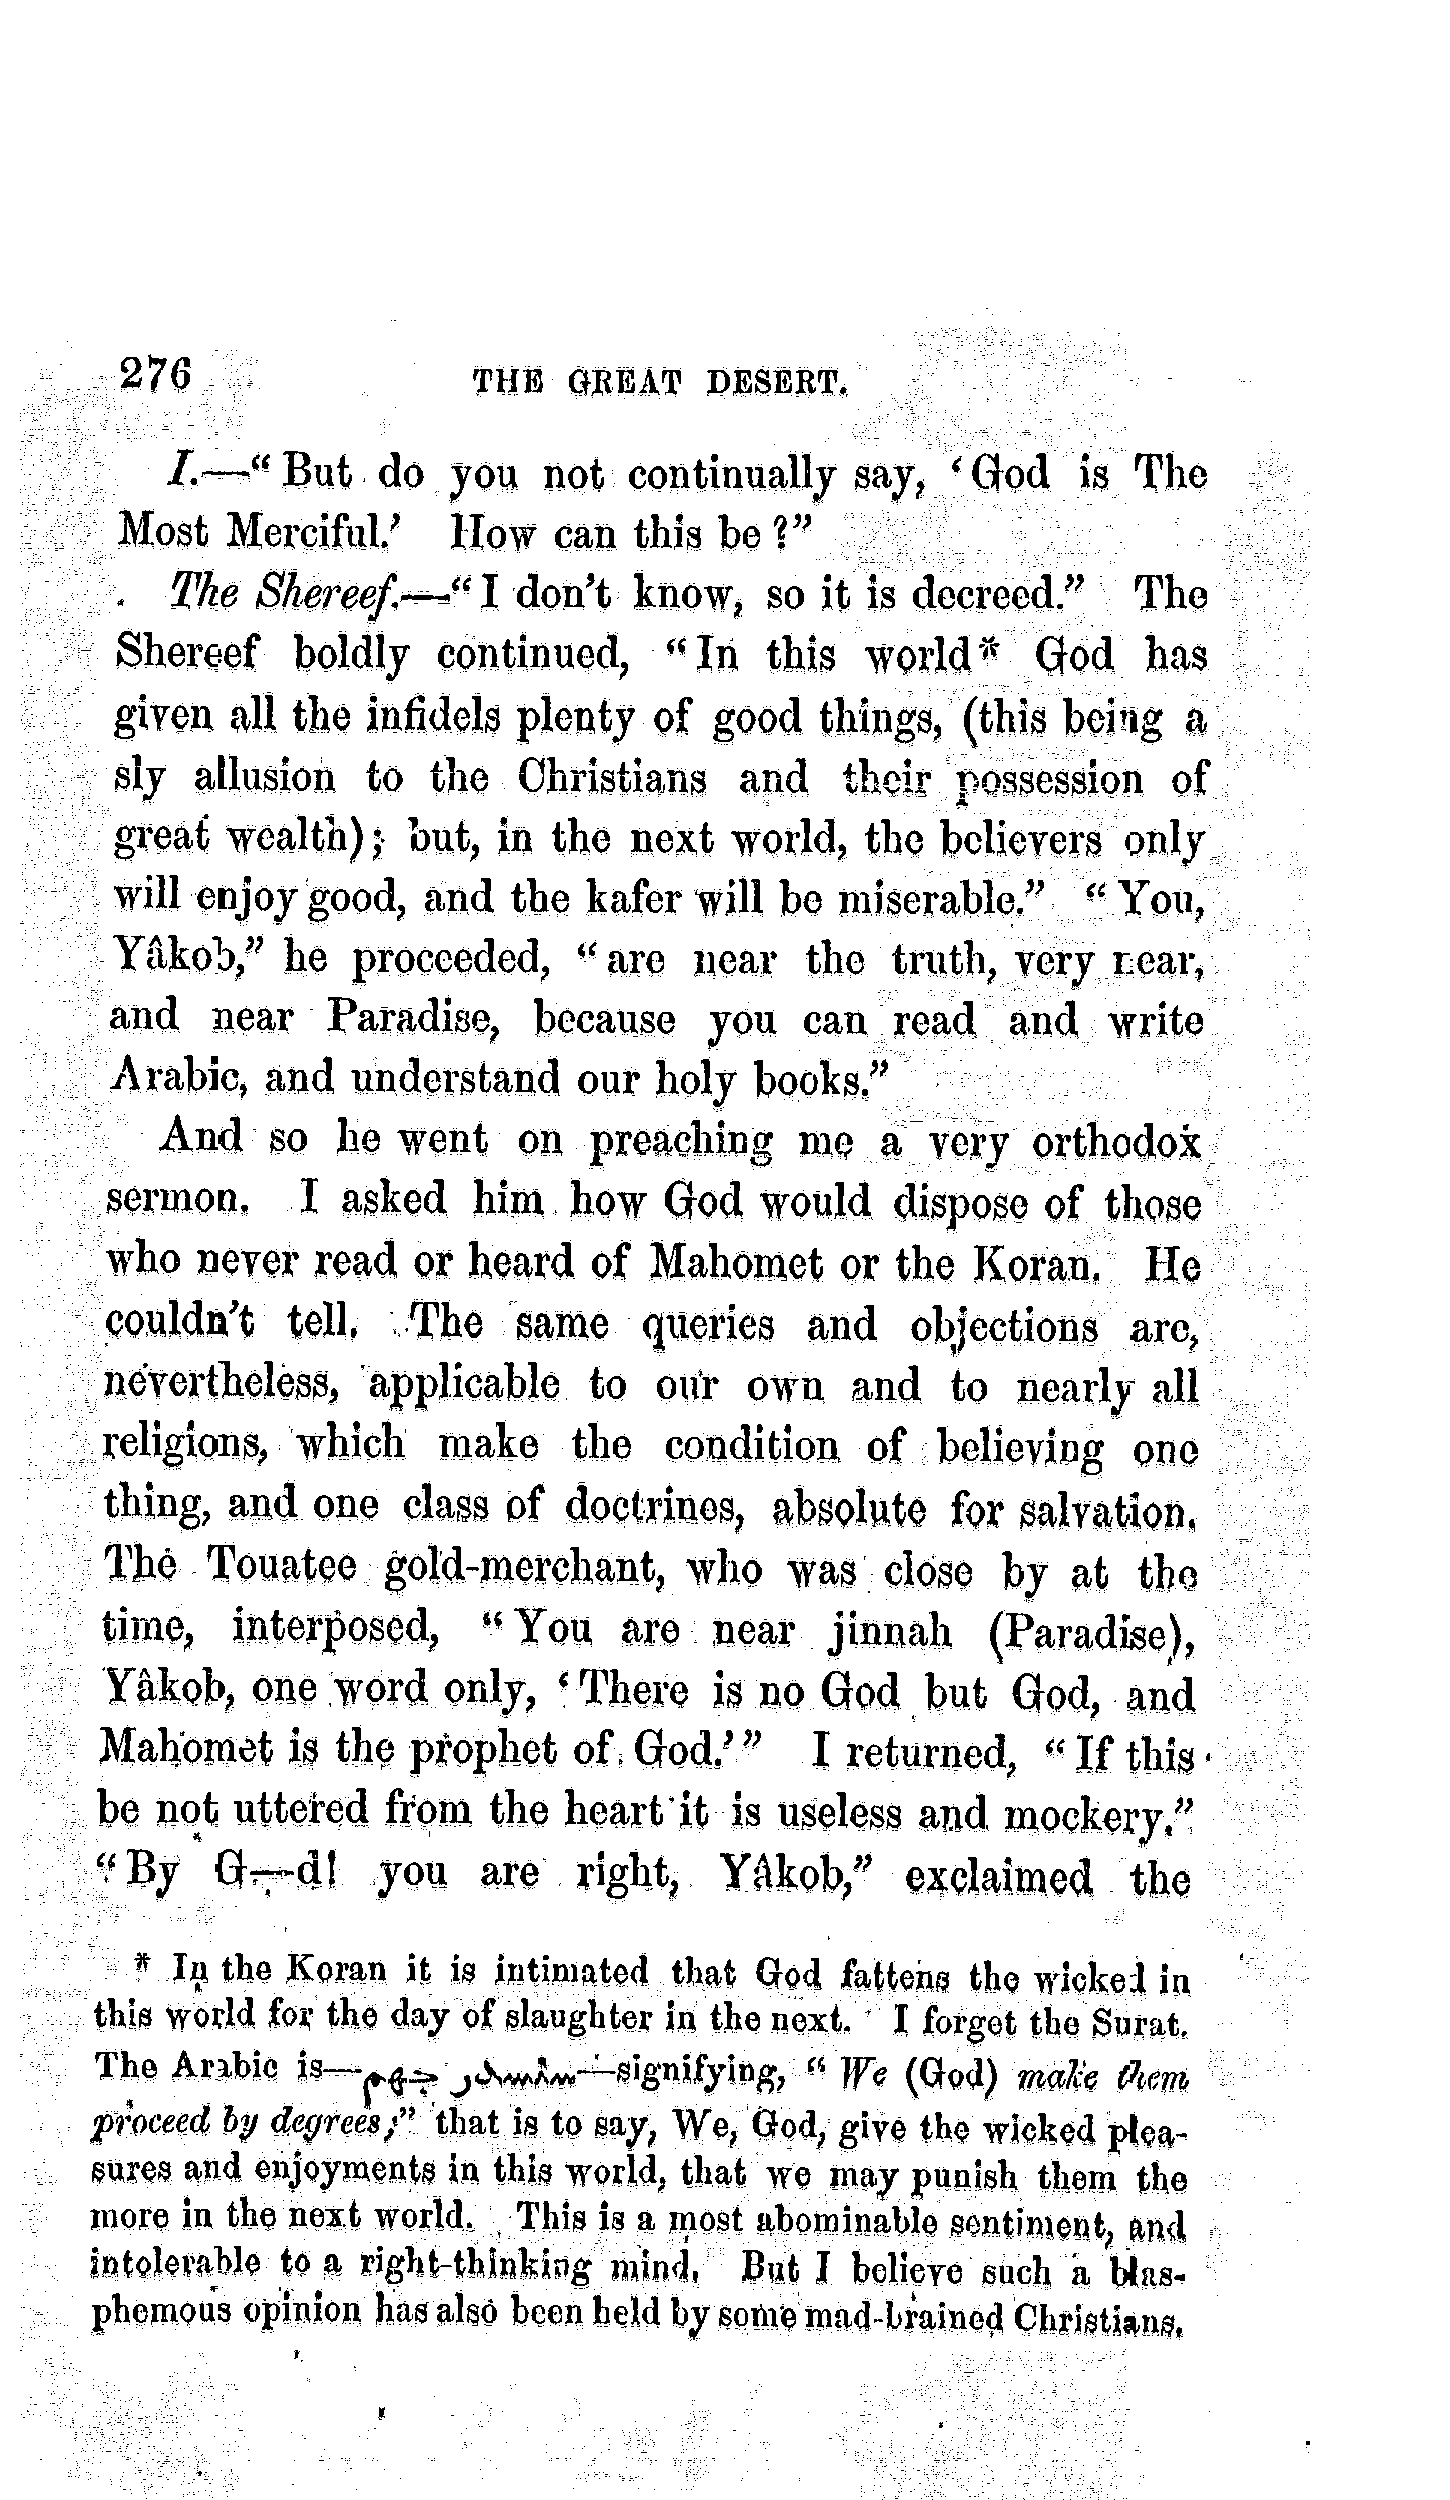 276 THE GREAT DESERT.
I.—“But do you not continually say, ‘God is The
Most Merciful.’ How can this be?”
The Shereef.—“I don’t know, so it is decreed.” The
Shereef boldly continued, “In this world* God has
given all the infidels plenty of good things, (this being a
sly allusion to the Christians and their possession of
great wealth); but, in the next world, the believers only
will enjoy good, and the kafer will be miserable.” “You,
Yâkob,” he proceeded, “are near the truth, very near,
and near Paradise, because you can read and write
Arabic, and understand our holy books.”
And so he went on preaching me a very orthodox
sermon. I asked him how God would dispose of those
who never read or heard of Mahomet or the Koran. He
couldn’t tell. The same queries and objections are,
nevertheless, applicable to our own and to nearly all
religions, which make the condition of believing one
thing, and one class of doctrines, absolute for salvation.
The Touatee gold-merchant, who was close by at the
time, interposed, “You are near jinnah (Paradise),
Yâkob, one word only, ‘There is no God but God, and
Mahomet is the prophet of God.’” I returned, “If this
be not uttered from the heart it is useless and mockery.”
“By G—d! you are right, Yâkob,” exclaimed the
* In the Koran it is intimated that God fattens the wicked in
this world for the day of slaughter in the next. I forget the Surat.
The Arabic is— —signifying, “We (God) make them
proceed by degrees;” that is to say, We, God, give the wicked plea-
sures and enjoyments in this world, that we may punish them the
more in the next world. This is a most abominable sentiment, and
intolerable to a right-thinking mind. But I believe such a blas-
phemous opinion has also been held by some mad-brained Christians.